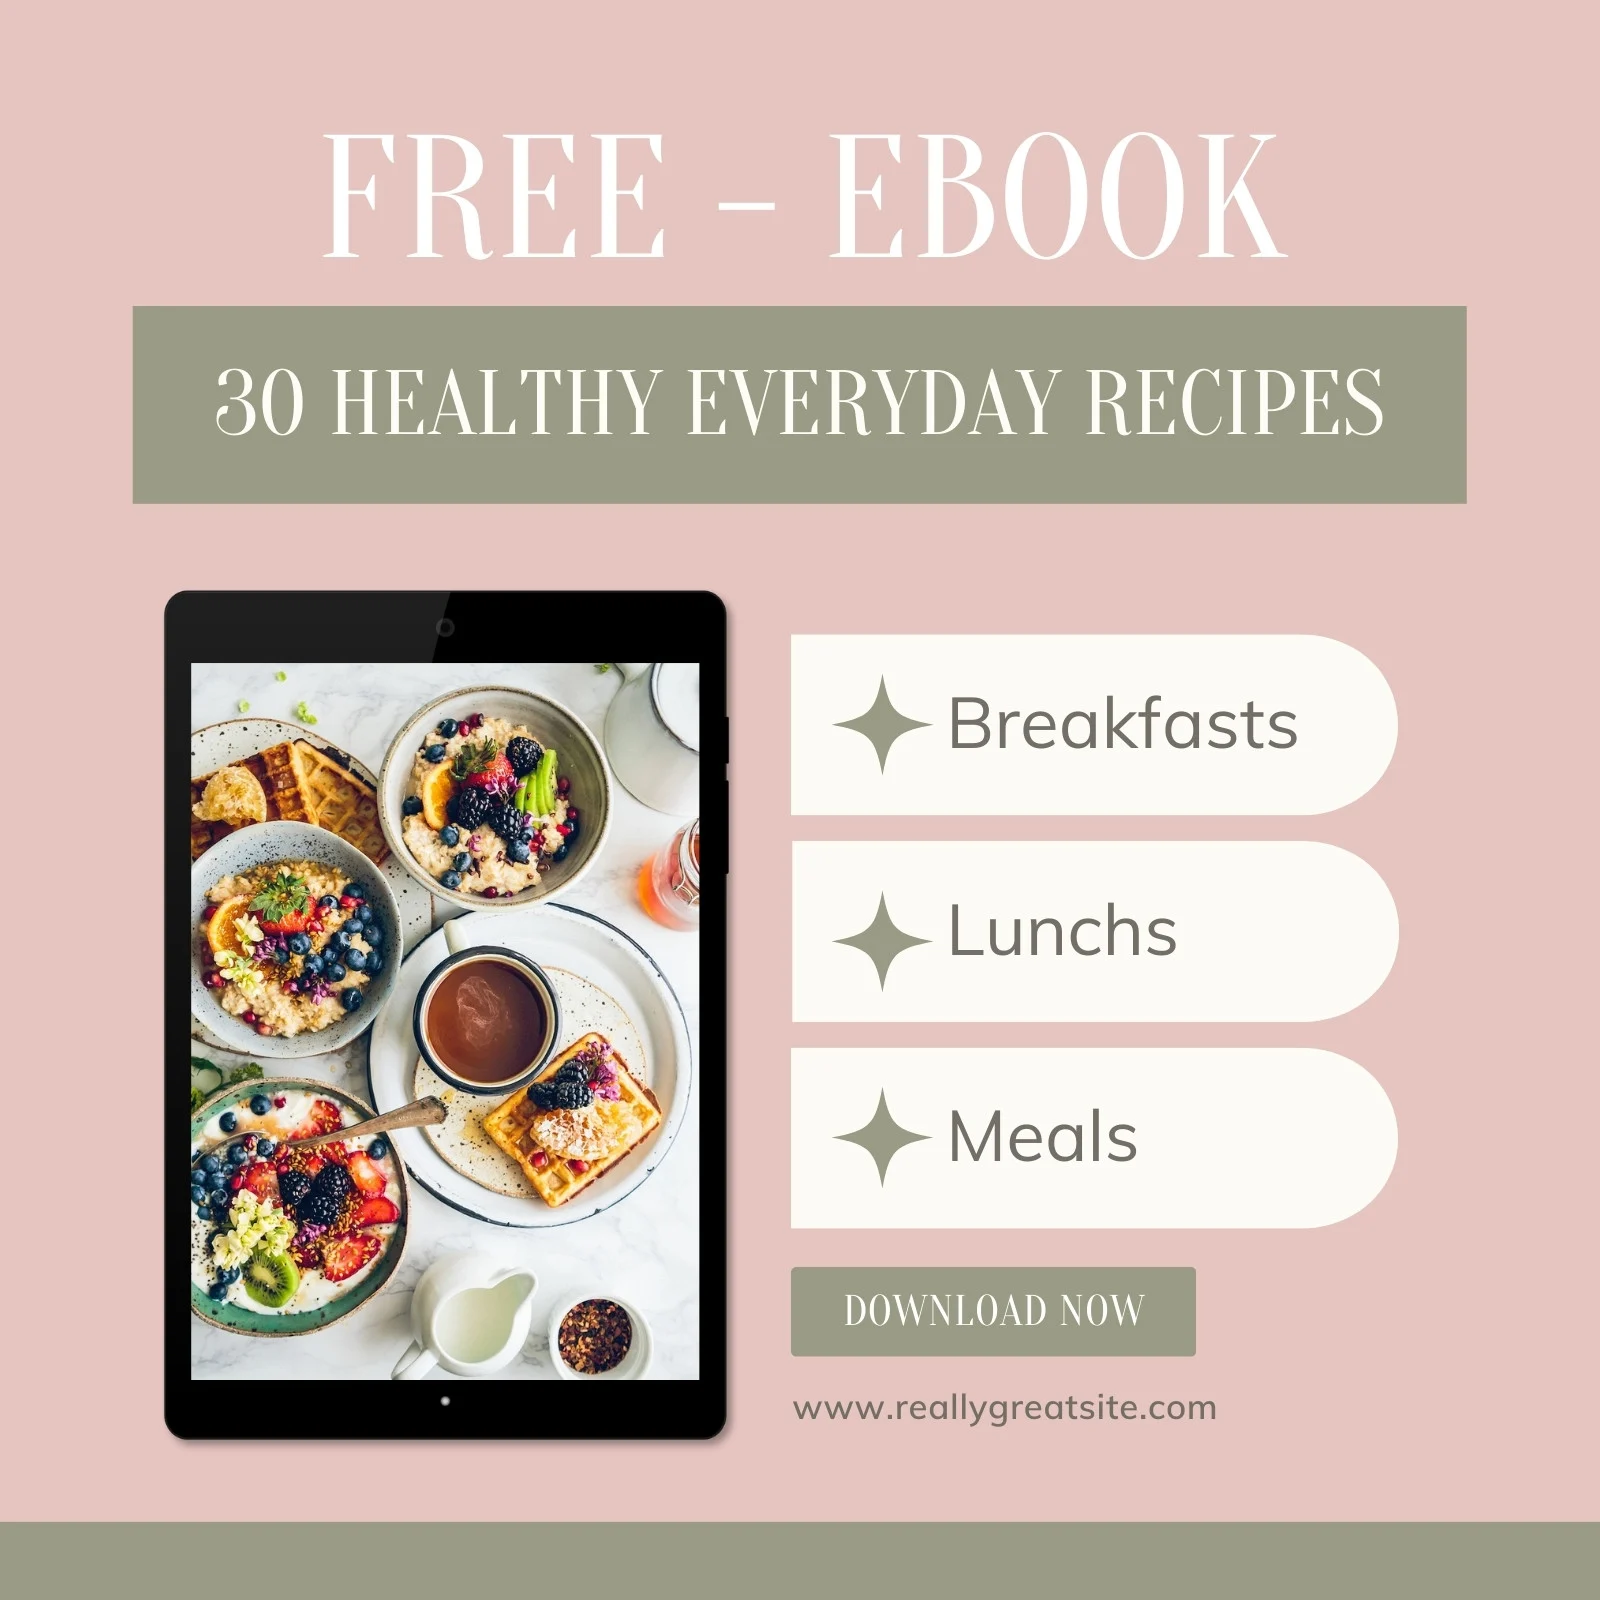 FREE - EBOOK
30 HEALTHY EVERYDAY RECIPES
Breakfasts
Lunchs
Meals
DOWNLOAD NOW
www.reallygreatsite.com